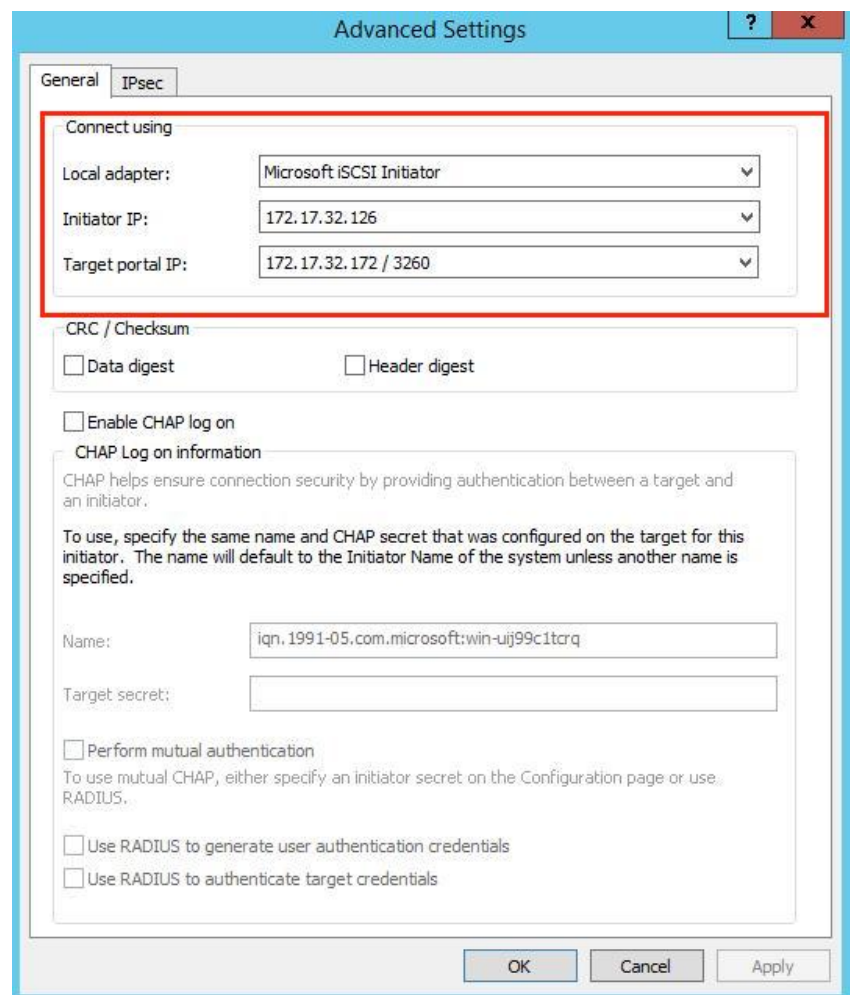 Advanced Settings
?
x
General
IPsec
Connect using
Local adapter:
Microsoft iSCSI Initiator
Initiator IP:
172.17.32.126
Target portal IP:
172.17.32.172 / 3260
CRC / Checksum
Data digest
Header digest
Enable CHAP log on
CHAP Log on information
CHAP helps ensure connection security by providing authentication between a target and
an initiator.
To use, specify the same name and CHAP secret that was configured on the target for this
initiator. The name will default to the Initiator Name of the system unless another name is
specified.
Name:
iqn.1991-05.com.microsoft:win-uij99c1tcrq
Target secret:
Perform mutual authentication
To use mutual CHAP, either specify an initiator secret on the Configuration page or use
RADIUS.
Use RADIUS to generate user authentication credentials
Use RADIUS to authenticate target credentials
OK
Cancel
Apply